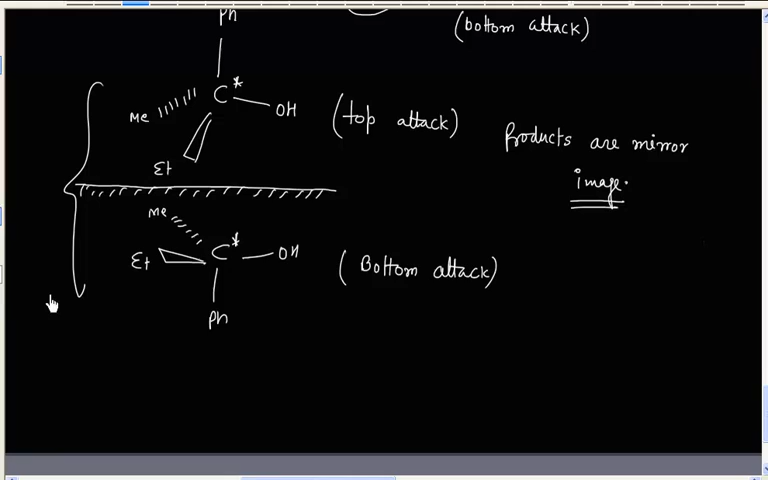 Ph
(bottom attack)
C*
Me
OH
(top attack)
Et
Products are mirror
image.
Me
C*
OH
Et
(Bottom attack)
Ph